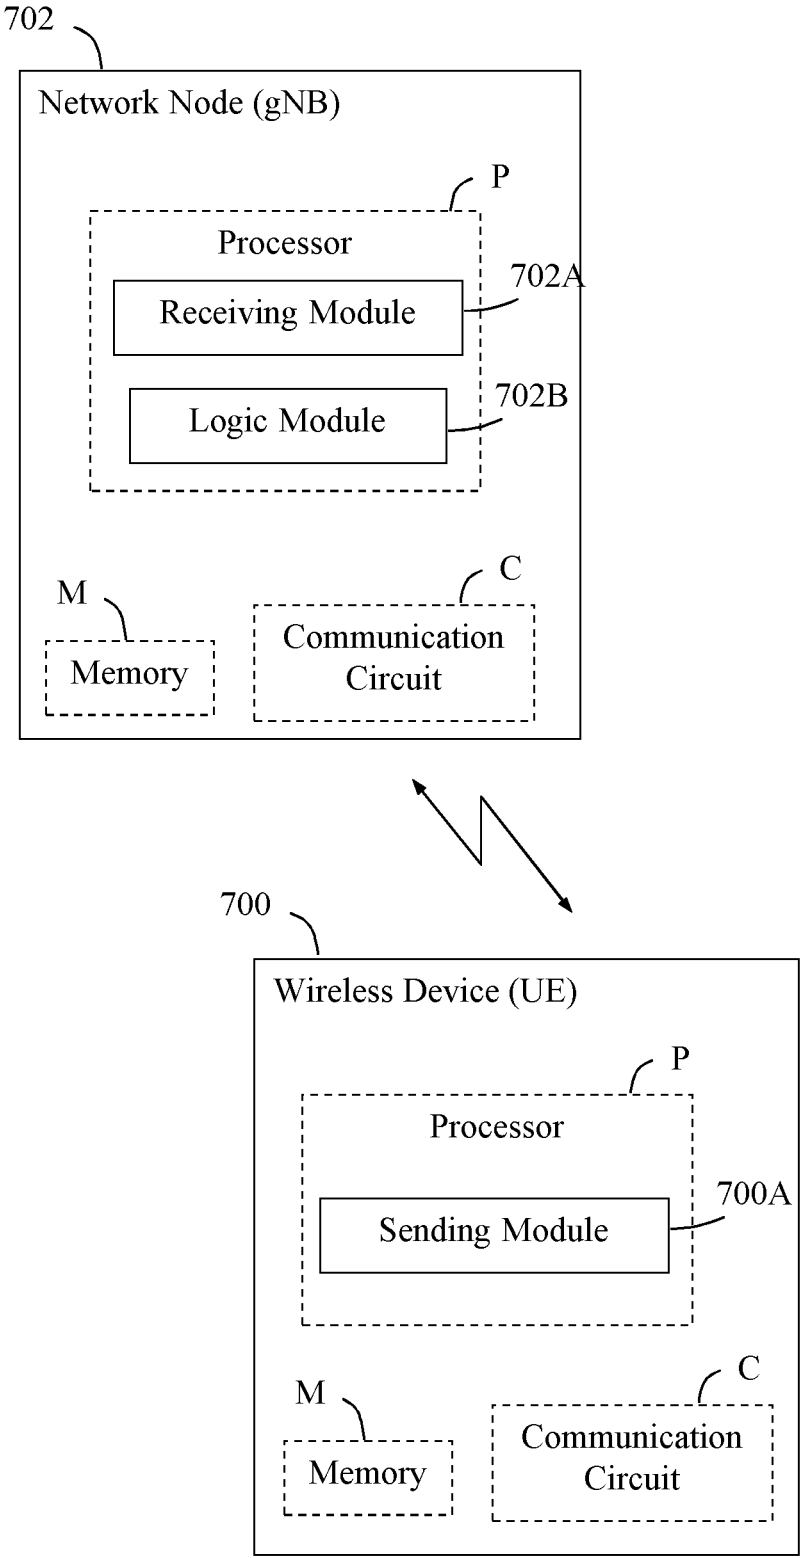 702
Network Node (gNB)
P
Processor
702A
Receiving Module
702B
Logic Module
C
M
Communication
Circuit
Memory
700
Wireless Device (UE)
P
Processor
700A
Sending Module
C
M
Communication
Circuit
Memory